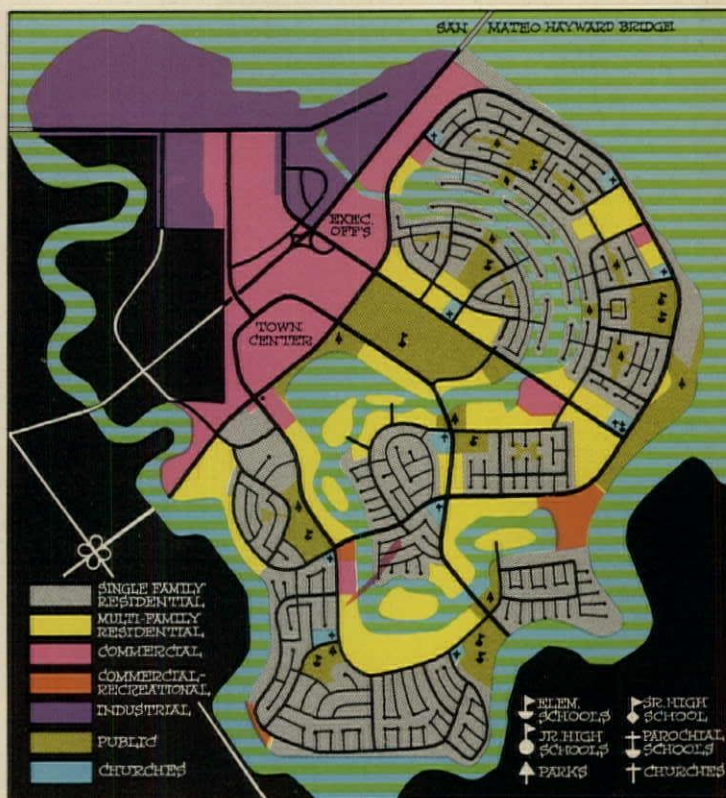 SAN MATEO HAYWARD BRIDGE
EXEC.
OFF'S
TOWN
CENTER
SINGLE FAMILY
RESIDENTIAL
MULTI-FAMILY
RESIDENTIAL
COMMERCIAL
COMMERCIAL-
RECREATIONAL
INDUSTRIAL
PUBLIC
CHURCHES
ELEM.
SCHOOLS
JR. HIGH
SCHOOLS
PARKS
SR. HIGH
SCHOOL
PAROCHIAL
SCHOOLS
CHURCHES